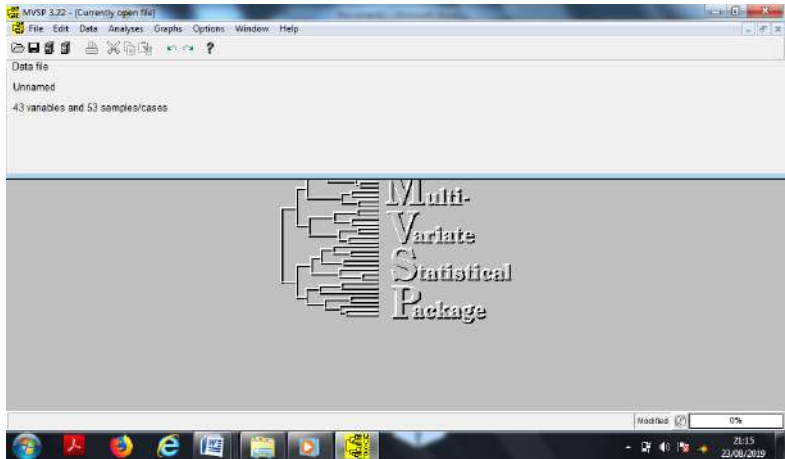 MVSP 3.22 - [Currently open file]
File Edit Data Analyses Graphs Options Window Help
?
Data file
Unnamed
43 variables and 53 samples/cases
Multi-
Variate
Statistical
Package
Modified
0%
21:15
23/08/2019